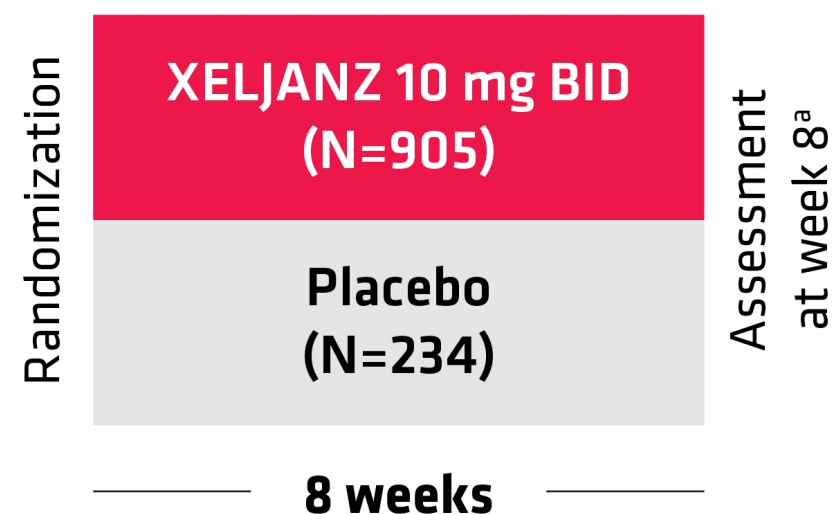 Randomization
XELJANZ 10 mg BID
(N=905)
Placebo
(N=234)
Assessment
at week 8ᵃ
8 weeks